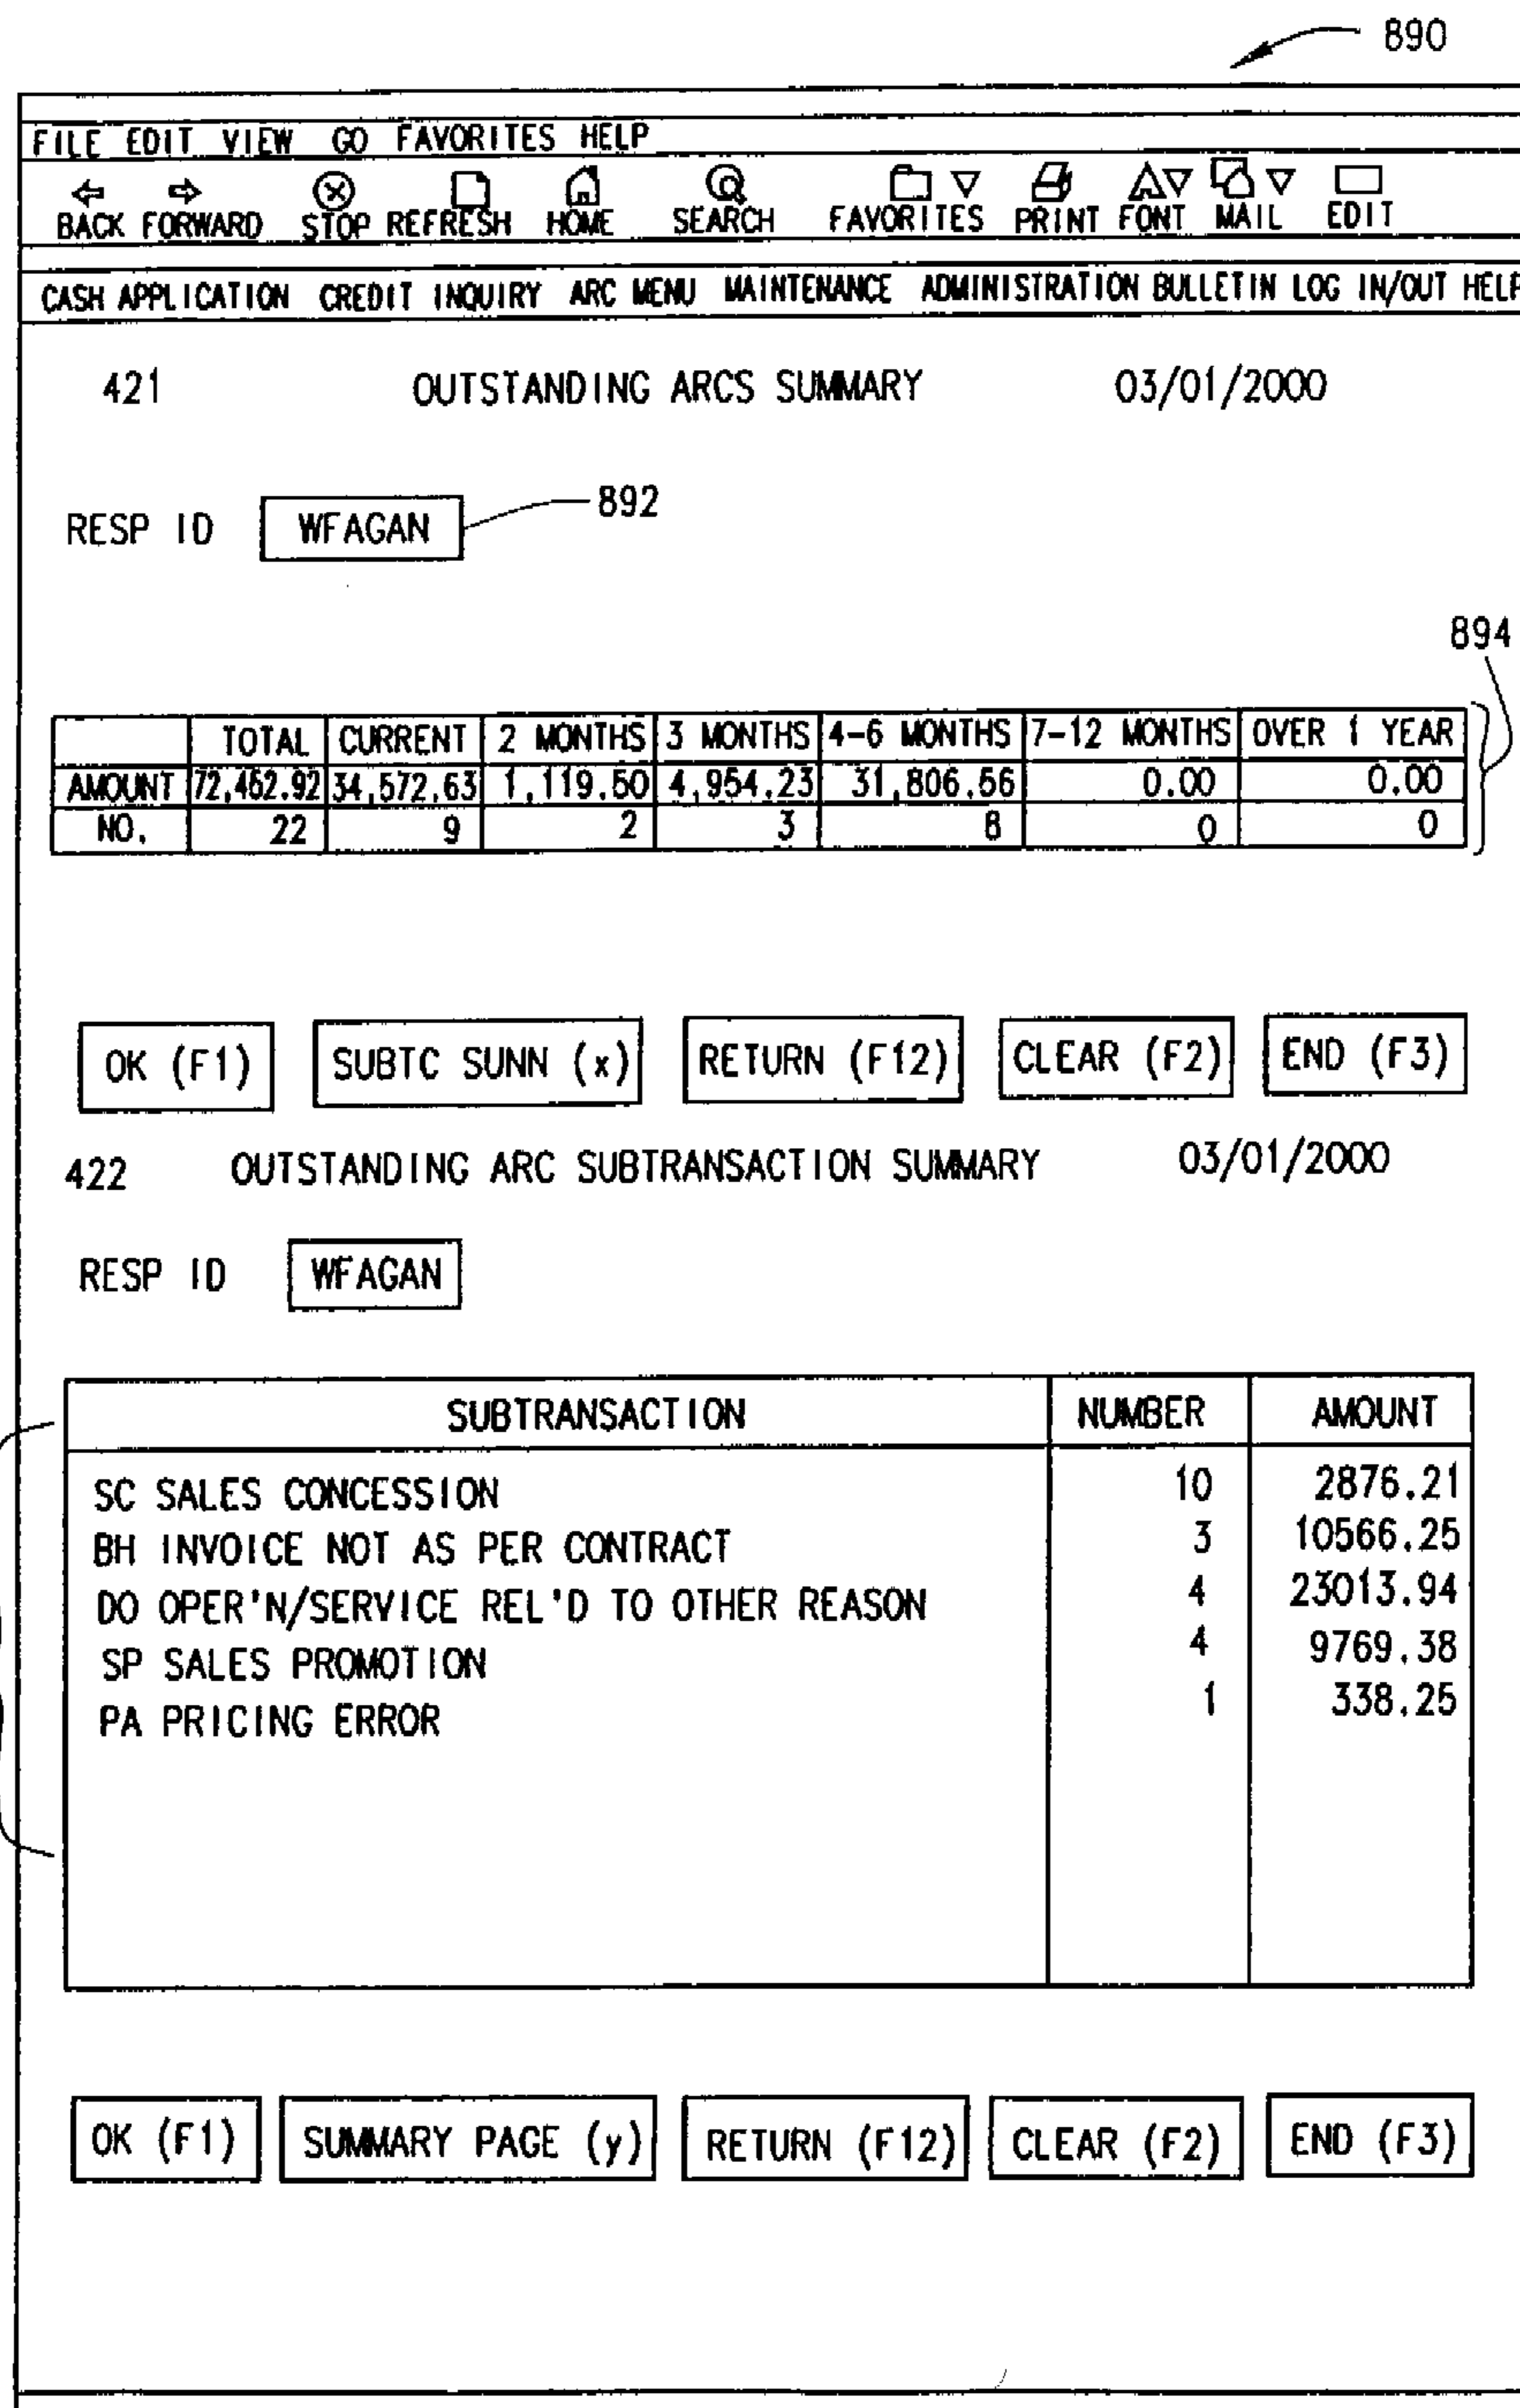 890
FILE EDIT VIEW GO FAVORITES HELP
BACK FORWARD STOP REFRESH HOME SEARCH FAVORITES PRINT FONT MAIL EDIT
CASH APPLICATION CREDIT INQUIRY ARC MENU MAINTENANCE ADMINISTRATION BULLETIN LOG IN/OUT HELP
421 OUTSTANDING ARCS SUMMARY 03/01/2000
RESP ID WFAGAN 892
894
TOTAL CURRENT 2 MONTHS 3 MONTHS 4-6 MONTHS 7-12 MONTHS OVER 1 YEAR
AMOUNT 72,452.92 34,572.63 1,119.50 4,954.23 31,806.56 0.00 0.00
NO. 22 9 2 3 8 0 0
OK (F1) SUBTC SUNN (x) RETURN (F12) CLEAR (F2) END (F3)
422 OUTSTANDING ARC SUBTRANSACTION SUMMARY 03/01/2000
RESP ID WFAGAN
SUBTRANSACTION NUMBER AMOUNT
SC SALES CONCESSION 10 2876.21
BH INVOICE NOT AS PER CONTRACT 3 10566.25
DO OPER'N/SERVICE REL'D TO OTHER REASON 4 23013.94
SP SALES PROMOTION 4 9769.38
PA PRICING ERROR 1 338.25
OK (F1) SUMMARY PAGE (y) RETURN (F12) CLEAR (F2) END (F3)